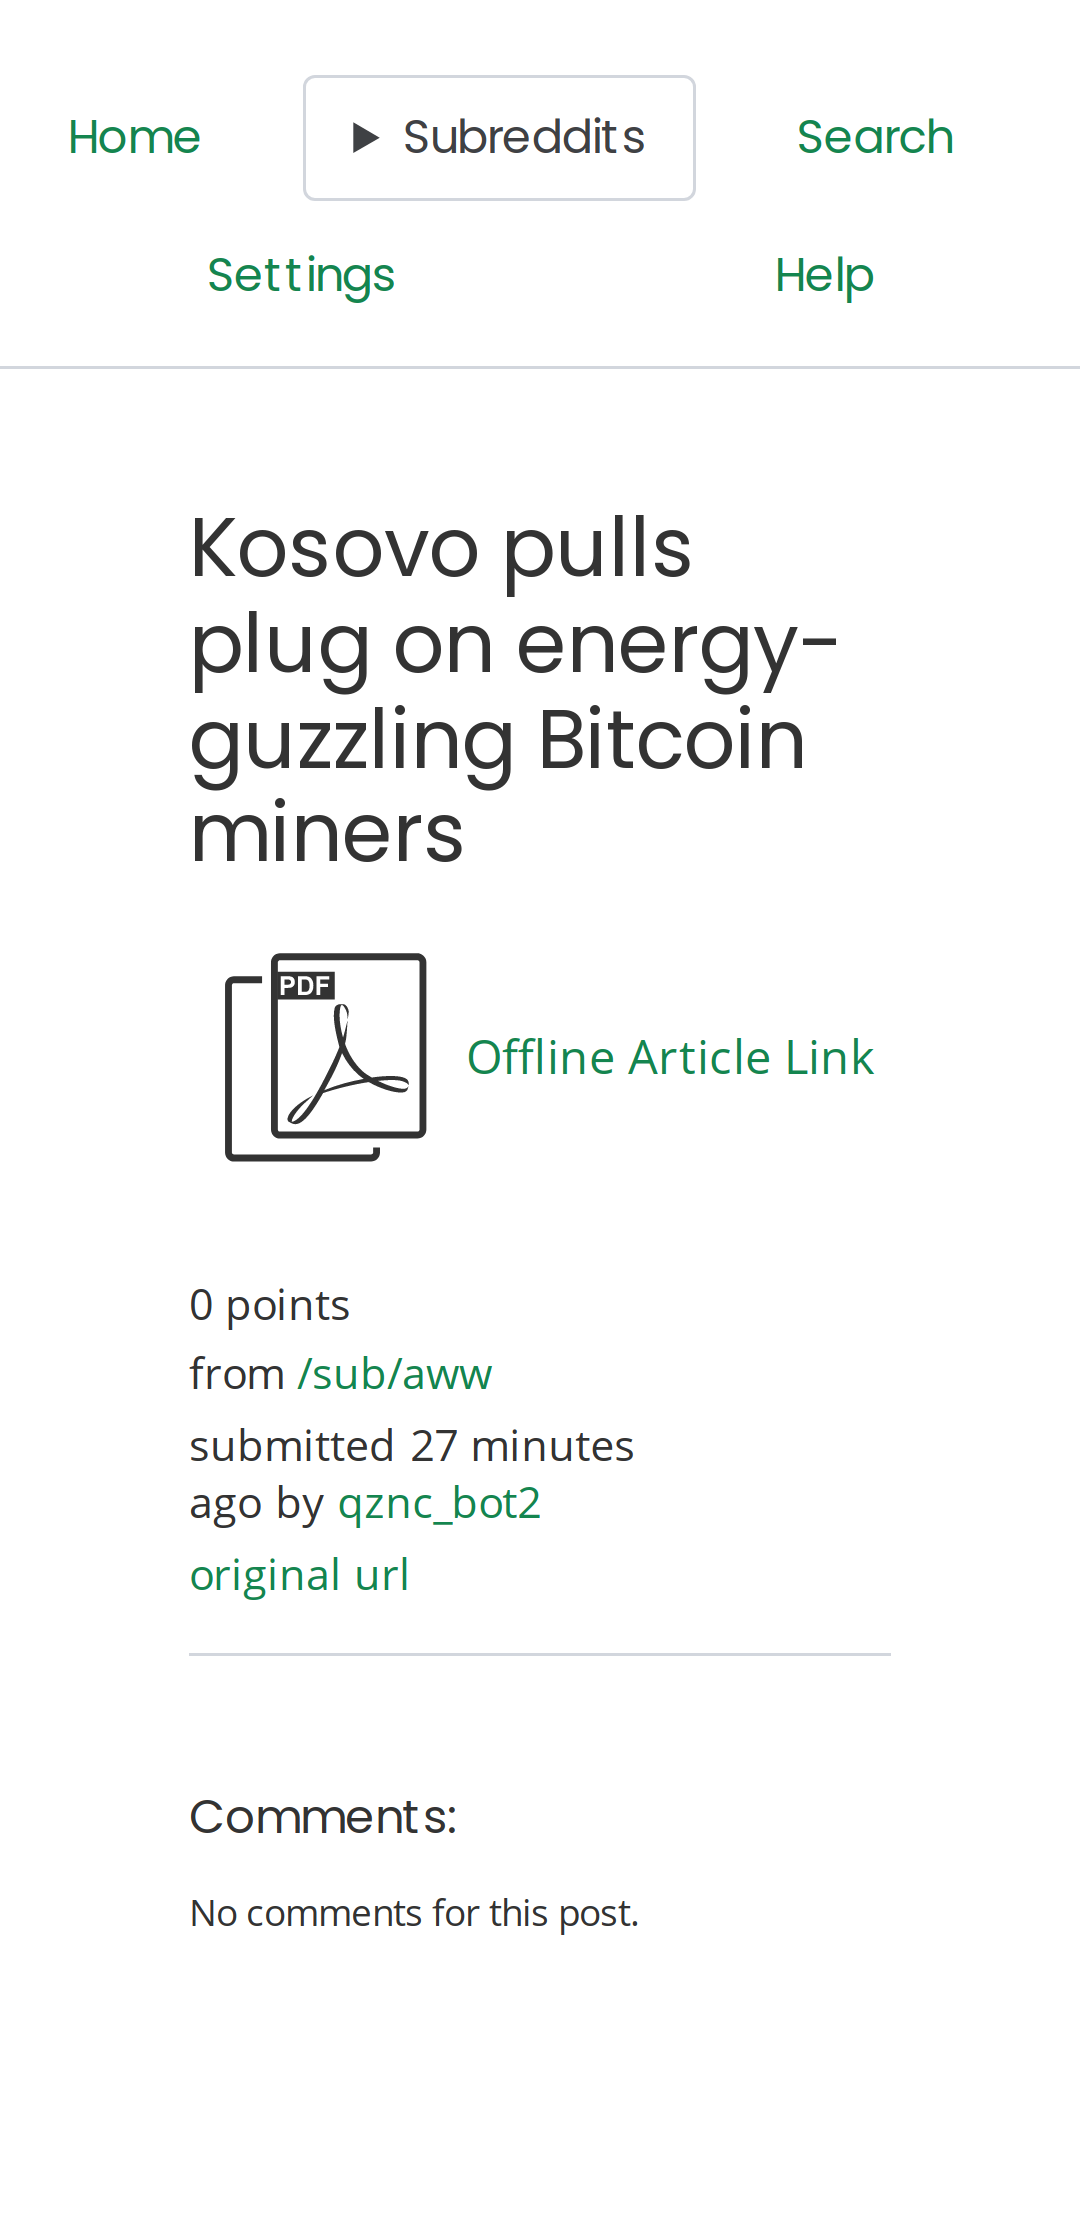 Home
▶ Subreddits
Search
Settings
Help
Kosovo pulls
plug on energy-
guzzling Bitcoin
miners
PDF
Offline Article Link
0 points
from /sub/aww
submitted 27 minutes
ago by qznc_bot2
original url
Comments:
No comments for this post.